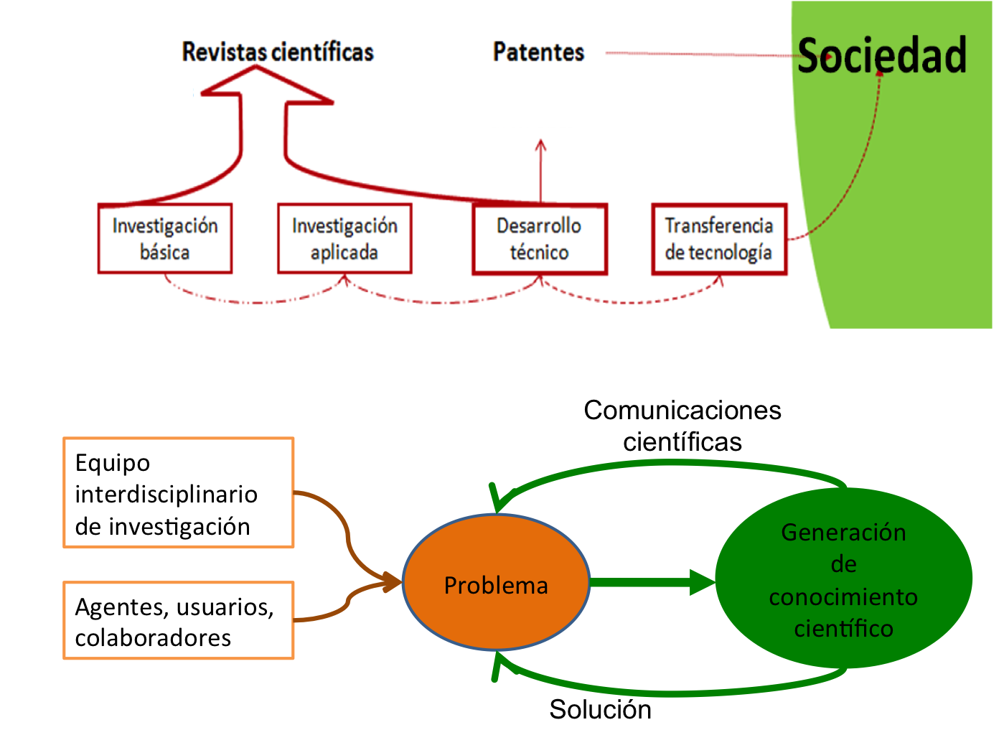 Revistas científicas
Patentes
Sociedad
Investigación
básica
Investigación
aplicada
Desarrollo
técnico
Transferencia
de tecnología
Comunicaciones
científicas
Equipo
interdisciplinario
de investigación
Agentes, usuarios,
colaboradores
Problema
Generación
de
conocimiento
científico
Solución